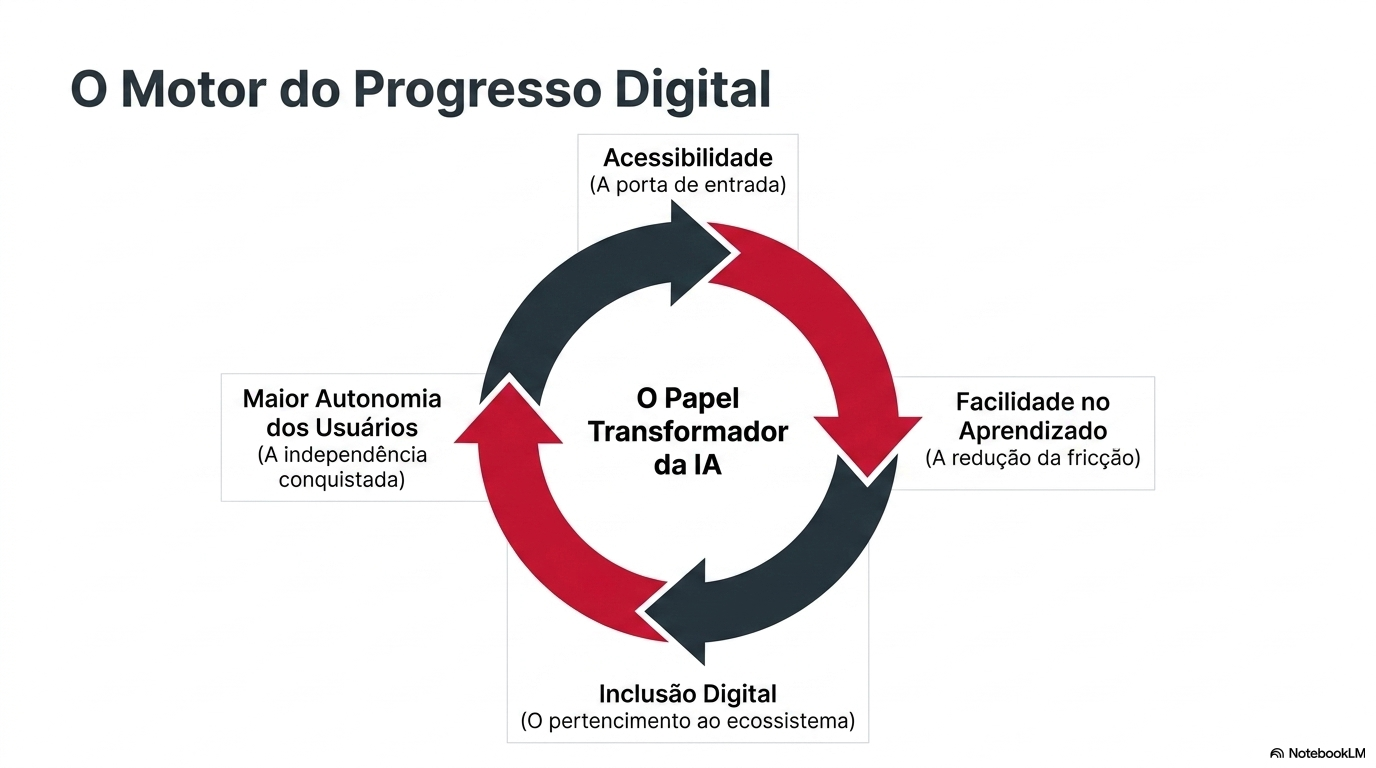 O Motor do Progresso Digital
Acessibilidade
(A porta de entrada)
Maior Autonomia
dos Usuários
(A independência
conquistada)
O Papel
Transformador
da IA
Facilidade no
Aprendizado
(A redução da fricção)
Inclusão Digital
(O pertencimento ao ecossistema)
NotebookLM